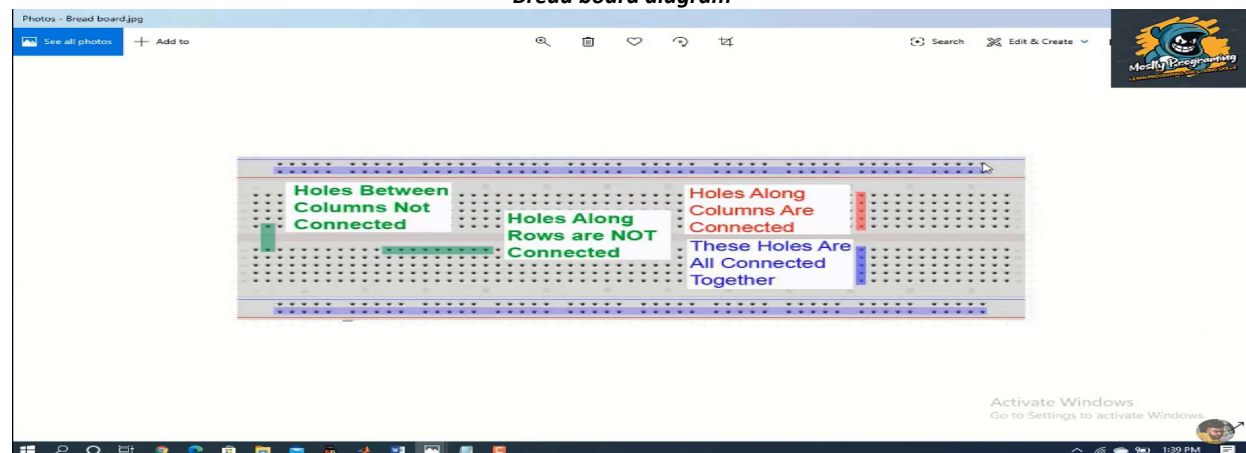 Bread board diagram
Photos - Bread board.jpg
See all photos
Add to
Search
Edit & Create
Mostly Programing
Holes Between
Columns Not
Connected
Holes Along
Rows are NOT
Connected
Holes Along
Columns Are
Connected
These Holes Are
All Connected
Together
Activate Windows
Go to Settings to activate Windows.
1:39 PM